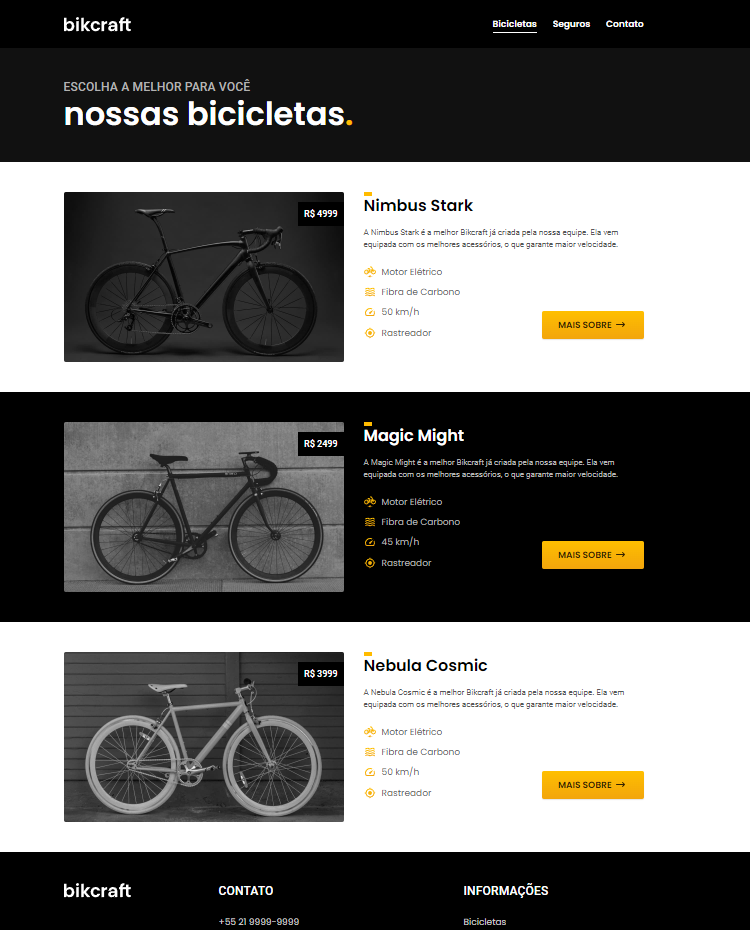 bikcraft
Bicicletas
Seguros
Contato
ESCOLHA A MELHOR PARA VOCÊ
nossas bicicletas.
R$ 4999
Nimbus Stark
A Nimbus Stark é a melhor Bikcraft já criada pela nossa equipe. Ela vem
equipada com os melhores acessórios, o que garante maior velocidade.
Motor Elétrico
Fibra de Carbono
50 km/h
Rastreador
MAIS SOBRE →
R$ 2499
Magic Might
A Magic Might é a melhor Bikcraft já criada pela nossa equipe. Ela vem
equipada com os melhores acessórios, o que garante maior velocidade.
Motor Elétrico
Fibra de Carbono
45 km/h
Rastreador
MAIS SOBRE →
R$ 3999
Nebula Cosmic
A Nebula Cosmic é a melhor Bikcraft já criada pela nossa equipe. Ela vem
equipada com os melhores acessórios, o que garante maior velocidade.
Motor Elétrico
Fibra de Carbono
50 km/h
Rastreador
MAIS SOBRE →
bikcraft
CONTATO
+55 21 9999-9999
INFORMAÇÕES
Bicicletas